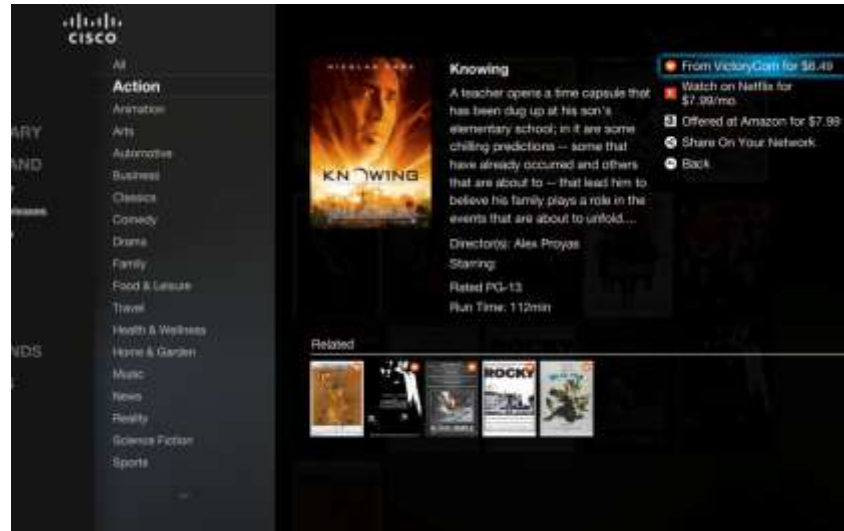 CISCO
All
Action
Animation
Arts
Automotive
Business
Classics
Comedy
Drama
Family
Food & Leisure
Travel
Health & Wellness
Home & Garden
Music
News
Reality
Science Fiction
Sports
ARY
AND
NDS
KNOWING
Knowing
A teacher opens a time capsule that
has been dug up at his son's
elementary school; in it are some
chilling predictions -- some that
have already occurred and others
that are about to -- that lead him to
believe his family plays a role in the
events that are about to unfold....
Director(s): Alex Proyas
Starring:
Rated PG-13
Run Time: 112min
From VictoryCom for $6.49
Watch on Netflix for
$7.99/mo
Offered at Amazon for $7.99
Share On Your Network
Back
Related
ROCKY